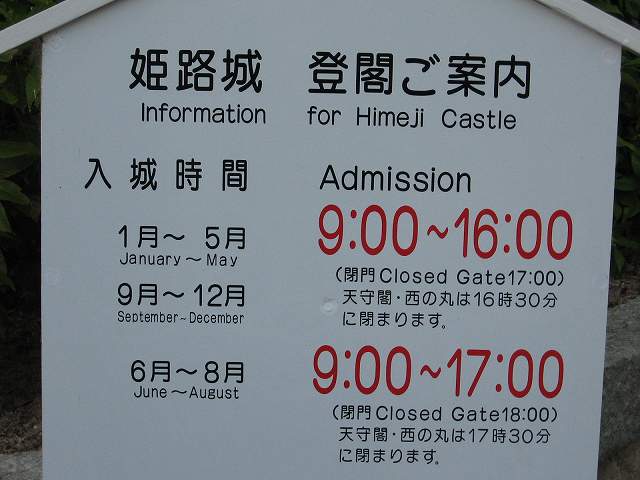 姫路城 登閣ご案内
Information for Himeji Castle
入城時間 Admission
1月～5月 9:00~16:00
January～May
(閉門Closed Gate17:00)
9月～12月
天守閣・西の丸は16時30分
September~December
に閉まります。
6月～8月 9:00~17:00
June～August
(閉門Closed Gate18:00)
天守閣・西の丸は17時30分
に閉まります。